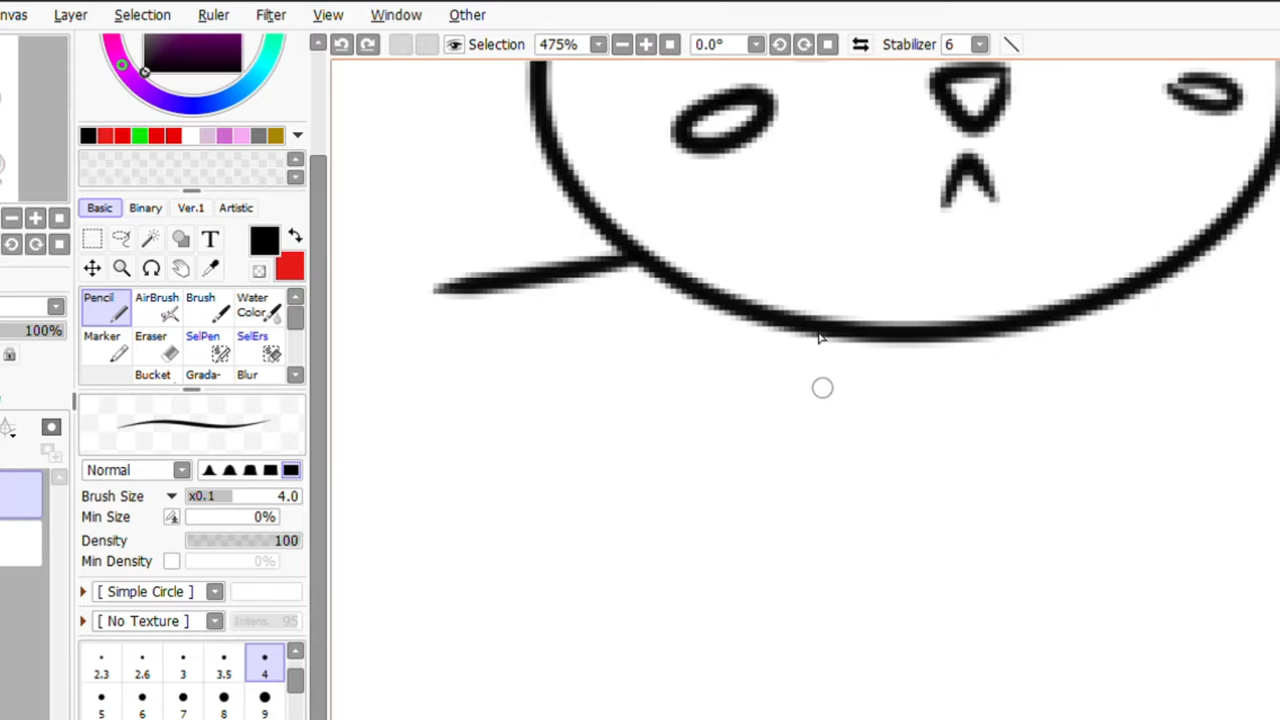 nvas Layer Selection Ruler Filter View Window Other
Selection 475% 0.0° Stabilizer 6
Basic Binary Ver.1 Artistic
T
Pencil AirBrush Brush Water Color
100%
Marker Eraser SelPen SelErs
Bucket Grada- Blur
Normal
Brush Size x0.1 4.0
Min Size 0%
Density 100
Min Density 0%
[ Simple Circle ]
[ No Texture ] Intens. 95
2.3 2.6 3 3.5 4
5 6 7 8 9